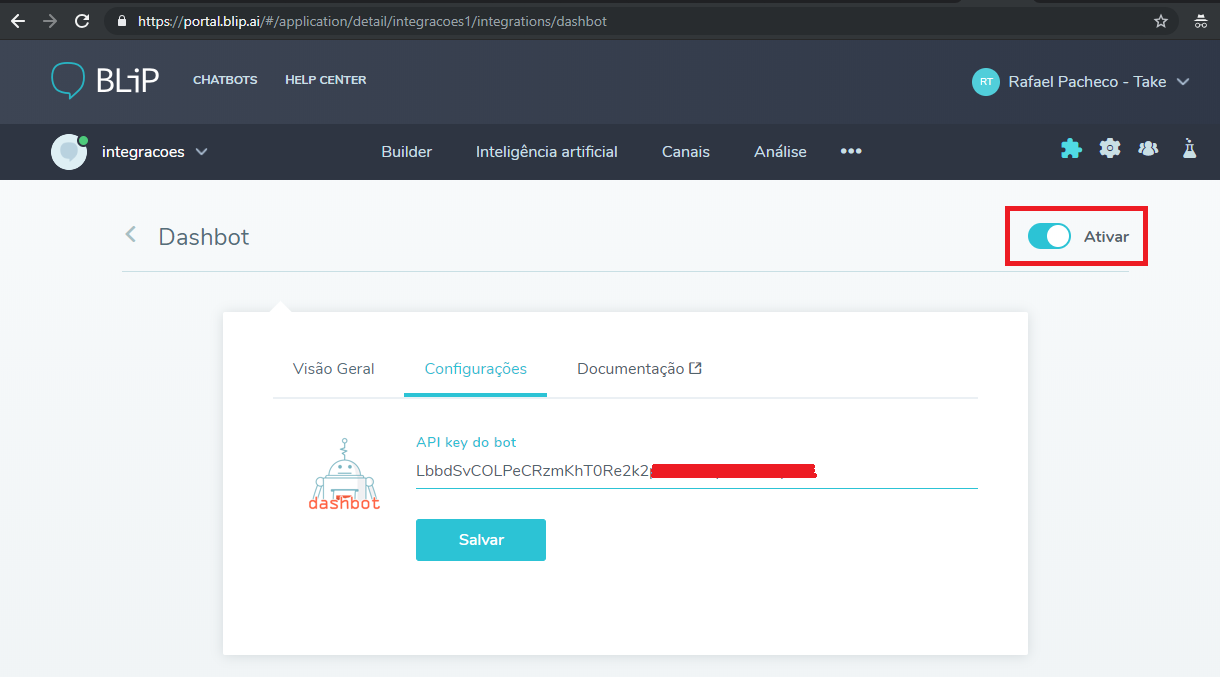 https://portal.blip.ai/#/application/detail/integracoes1/integrations/dashbot
BLiP CHATBOTS HELP CENTER RT Rafael Pacheco - Take
integracoes Builder Inteligência artificial Canais Análise •••
Dashbot Ativar
Visão Geral Configurações Documentação
API key do bot
LbbdSvCOLPeCRzmKhT0Re2k2
dashbot
Salvar